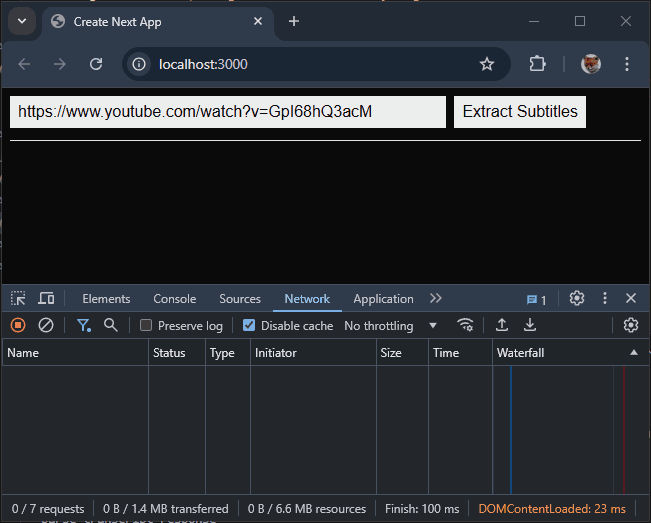 Create Next App
localhost:3000
https://www.youtube.com/watch?v=GpI68hQ3acM Extract Subtitles
Elements Console Sources Network Application 1
Preserve log Disable cache No throttling
Name Status Type Initiator Size Time Waterfall
0 / 7 requests 0 B / 1.4 MB transferred 0 B / 6.6 MB resources Finish: 100 ms DOMContentLoaded: 23 ms